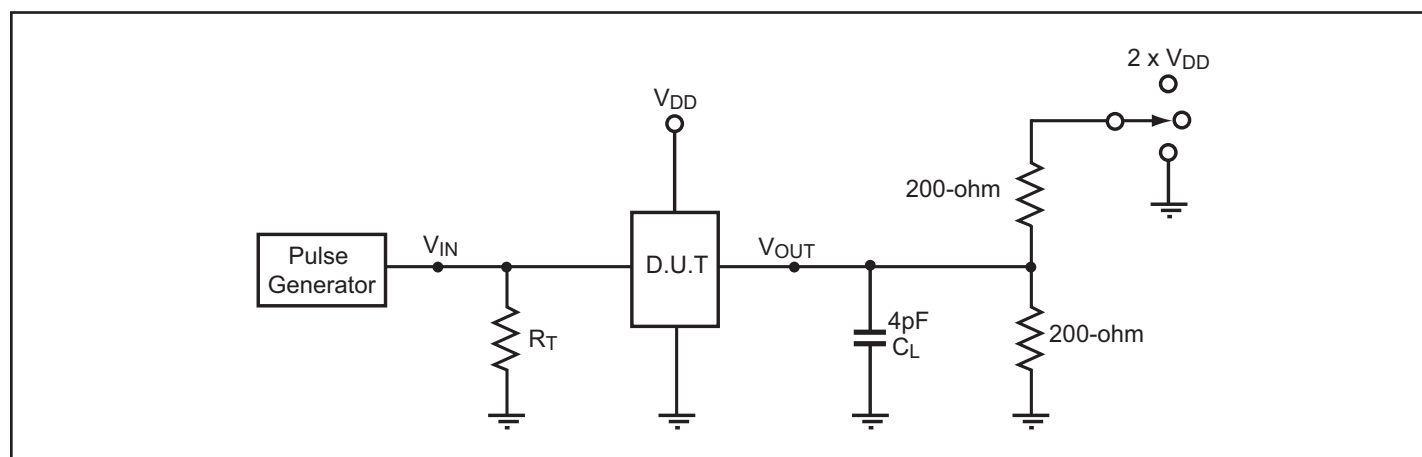 2 x VDD
VDD
200-ohm
Pulse
Generator
VIN
D.U.T
VOUT
RT
4pF
CL
200-ohm